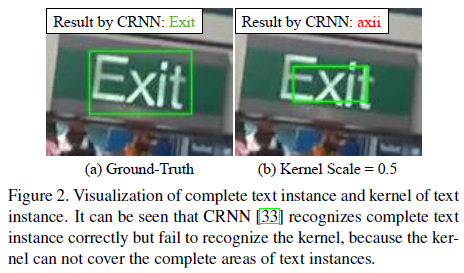 Result by CRNN: Exit
Result by CRNN: axii
Exit
Exit
(a) Ground-Truth
(b) Kernel Scale = 0.5
Figure 2. Visualization of complete text instance and kernel of text
instance. It can be seen that CRNN [33] recognizes complete text
instance correctly but fail to recognize the kernel, because the ker-
nel can not cover the complete areas of text instances.